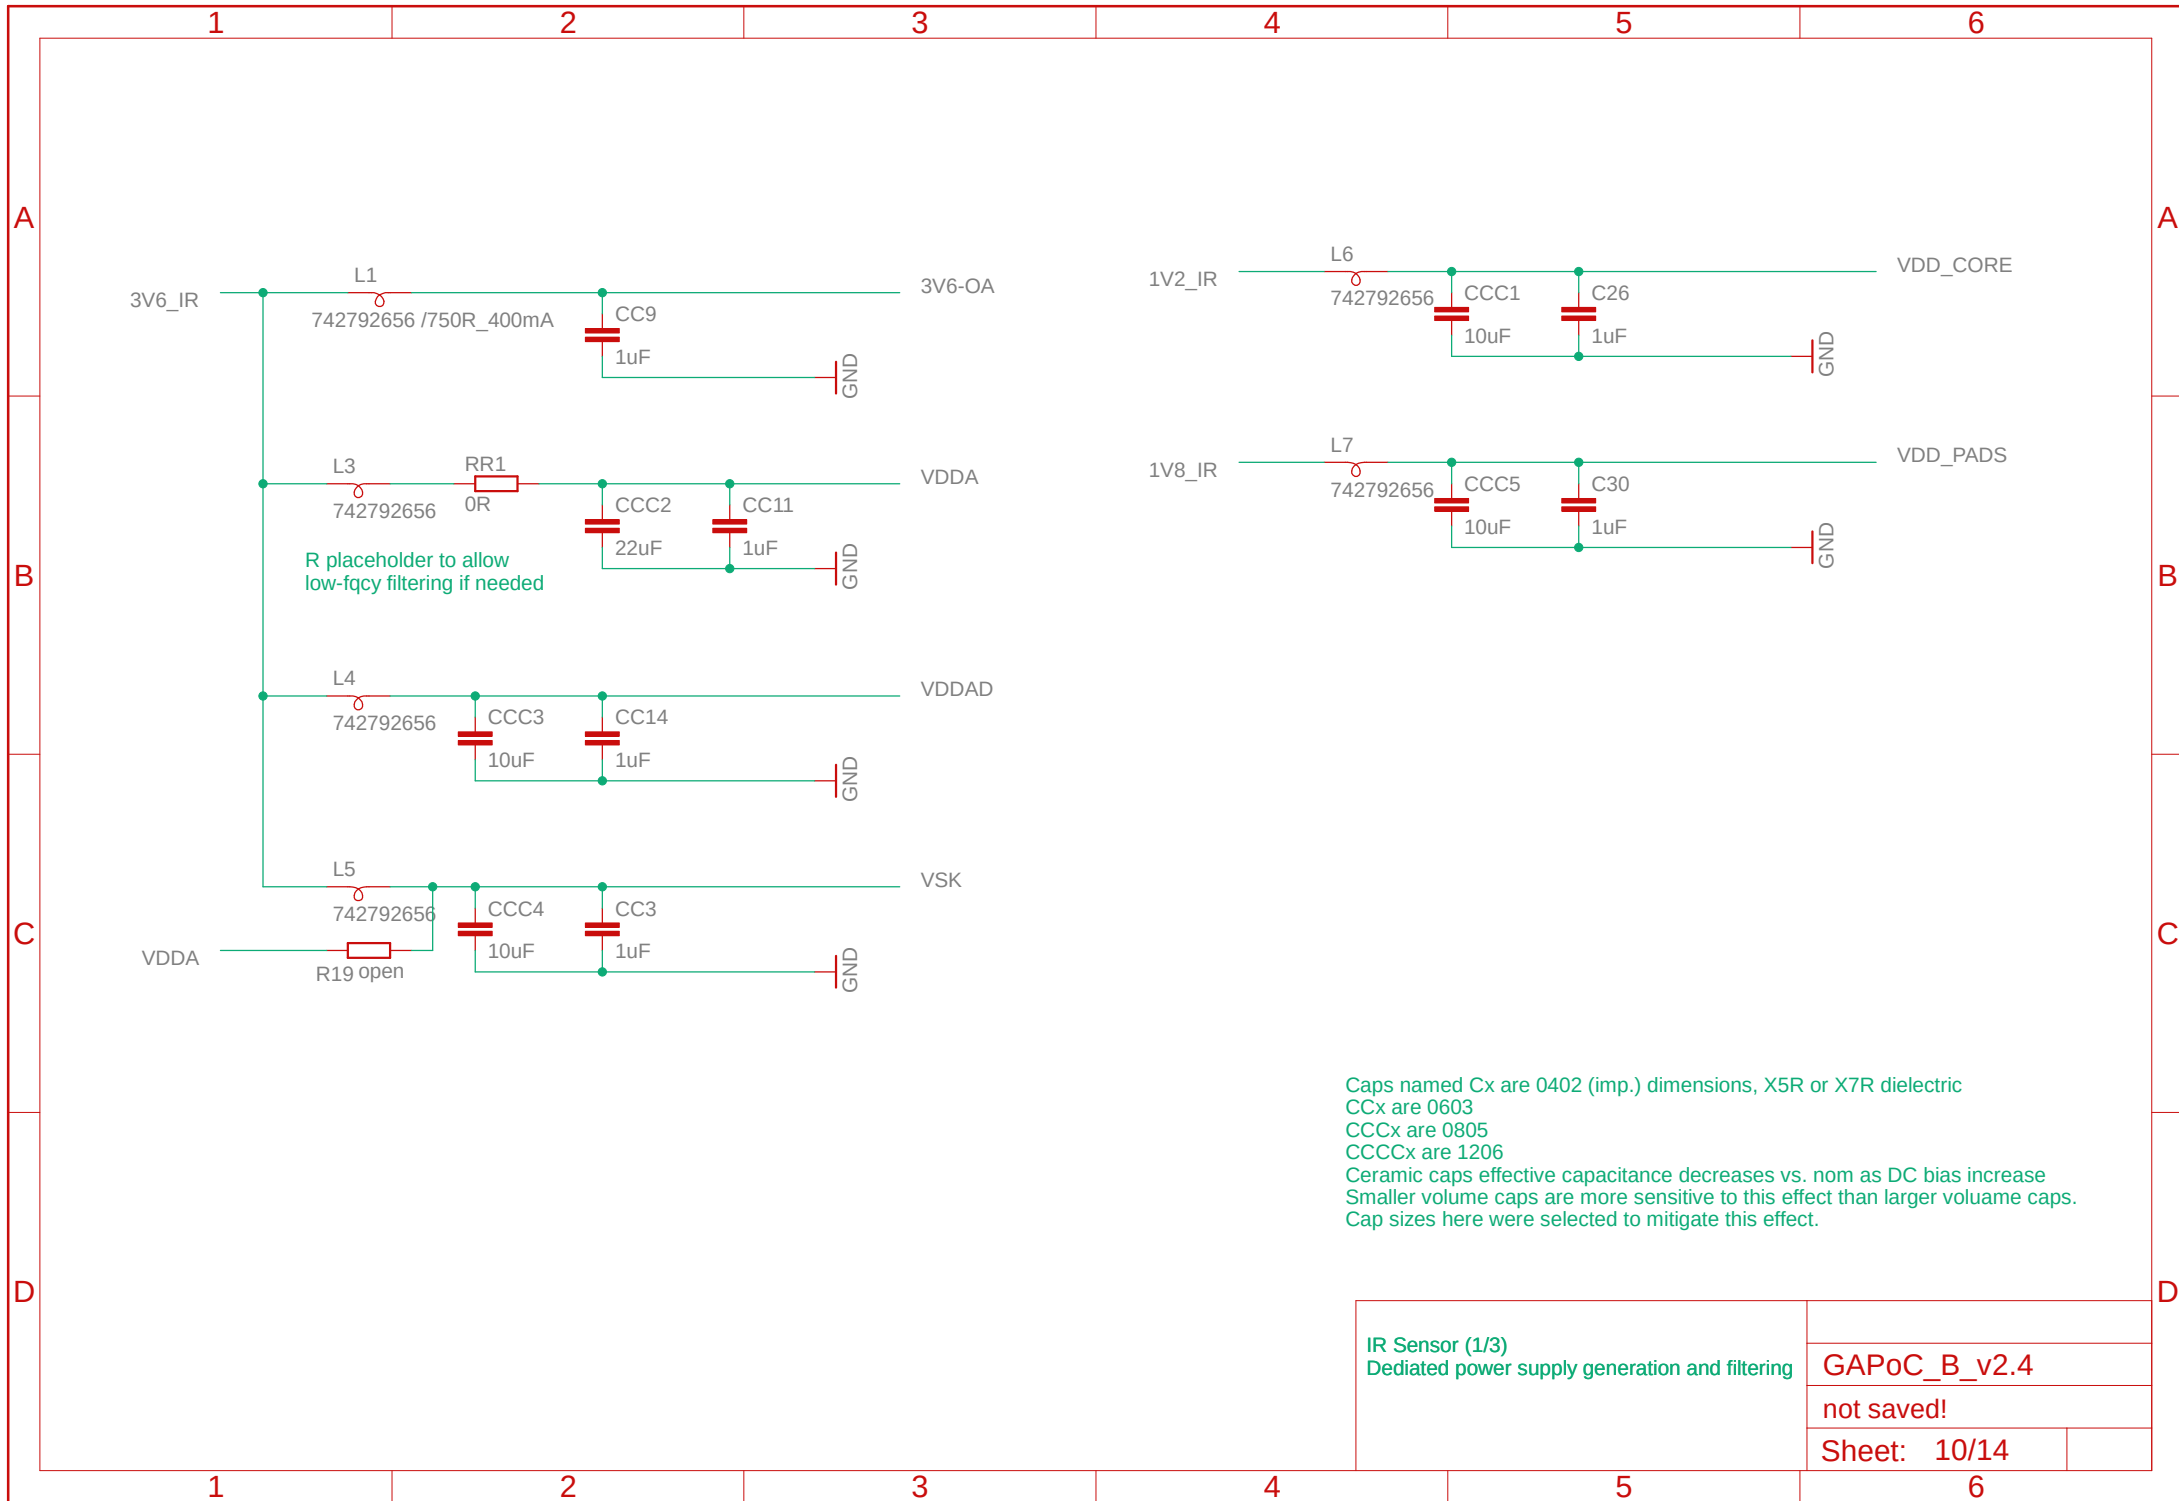 1 2 3 4 5 6
A A
L1
3V6_IR
742792656 /750R_400mA
3V6-OA
CC9
1uF
GND
L6
1V2_IR
742792656
VDD_CORE
CCC1
10uF
C26
1uF
GND
L3
742792656
RR1
0R
VDDA
CCC2
22uF
CC11
1uF
GND
R placeholder to allow
low-fqcy filtering if needed
L7
1V8_IR
742792656
VDD_PADS
CCC5
10uF
C30
1uF
GND
B B
L4
742792656
VDDAD
CCC3
10uF
CC14
1uF
GND
L5
742792656
VSK
CCC4
10uF
CC3
1uF
GND
VDDA
R19 open
C C
Caps named Cx are 0402 (imp.) dimensions, X5R or X7R dielectric
CCx are 0603
CCCx are 0805
CCCCx are 1206
Ceramic caps effective capacitance decreases vs. nom as DC bias increase
Smaller volume caps are more sensitive to this effect than larger voluame caps.
Cap sizes here were selected to mitigate this effect.
D D
IR Sensor (1/3)
Dediated power supply generation and filtering
GAPoC_B_v2.4
not saved!
Sheet: 10/14
1 2 3 4 5 6